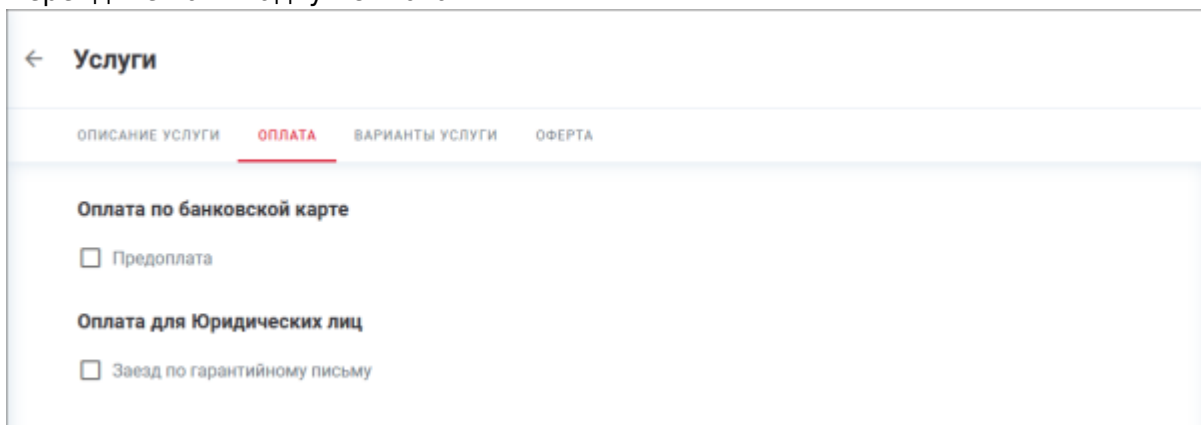 ← Услуги
ОПИСАНИЕ УСЛУГИ ОПЛАТА ВАРИАНТЫ УСЛУГИ ОФЕРТА
Оплата по банковской карте
Предоплата
Оплата для Юридических лиц
Заезд по гарантийному письму